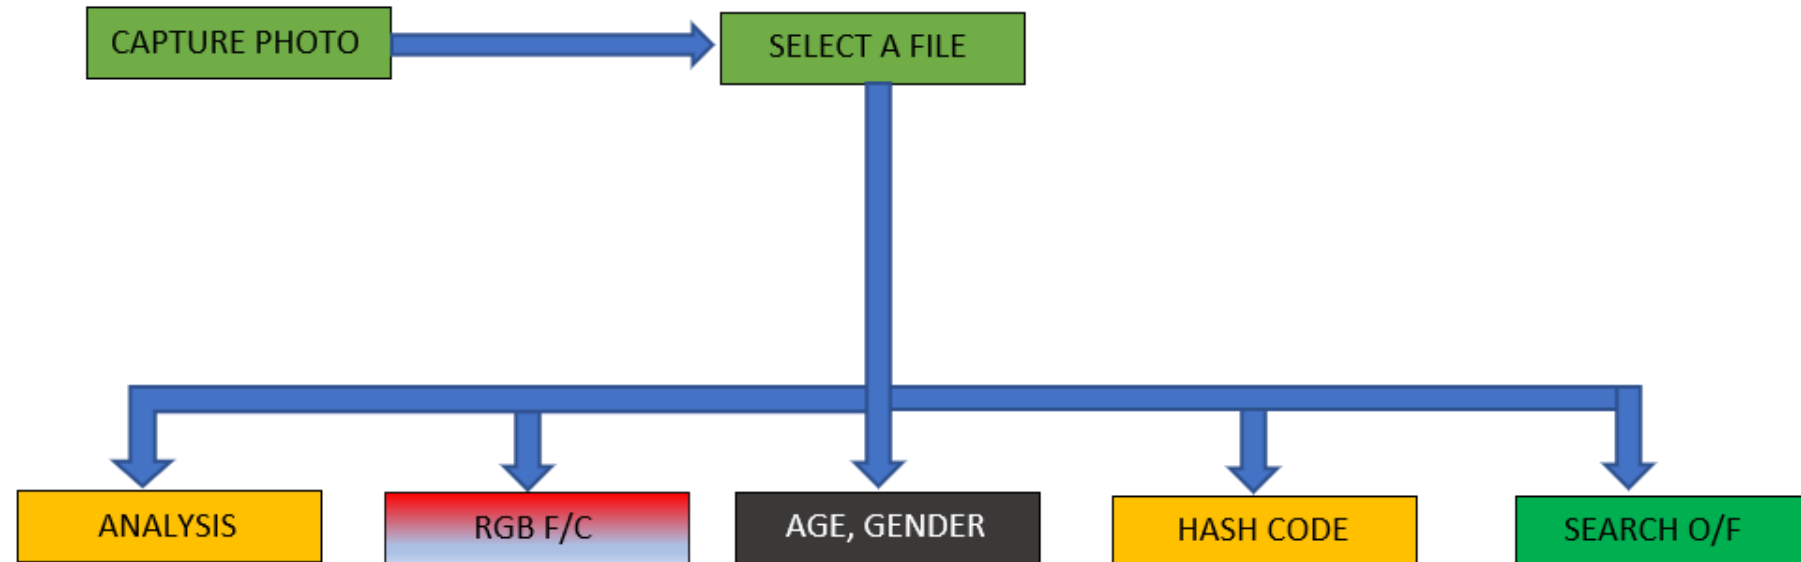 CAPTURE PHOTO
SELECT A FILE
ANALYSIS
RGB F/C
AGE, GENDER
HASH CODE
SEARCH O/F